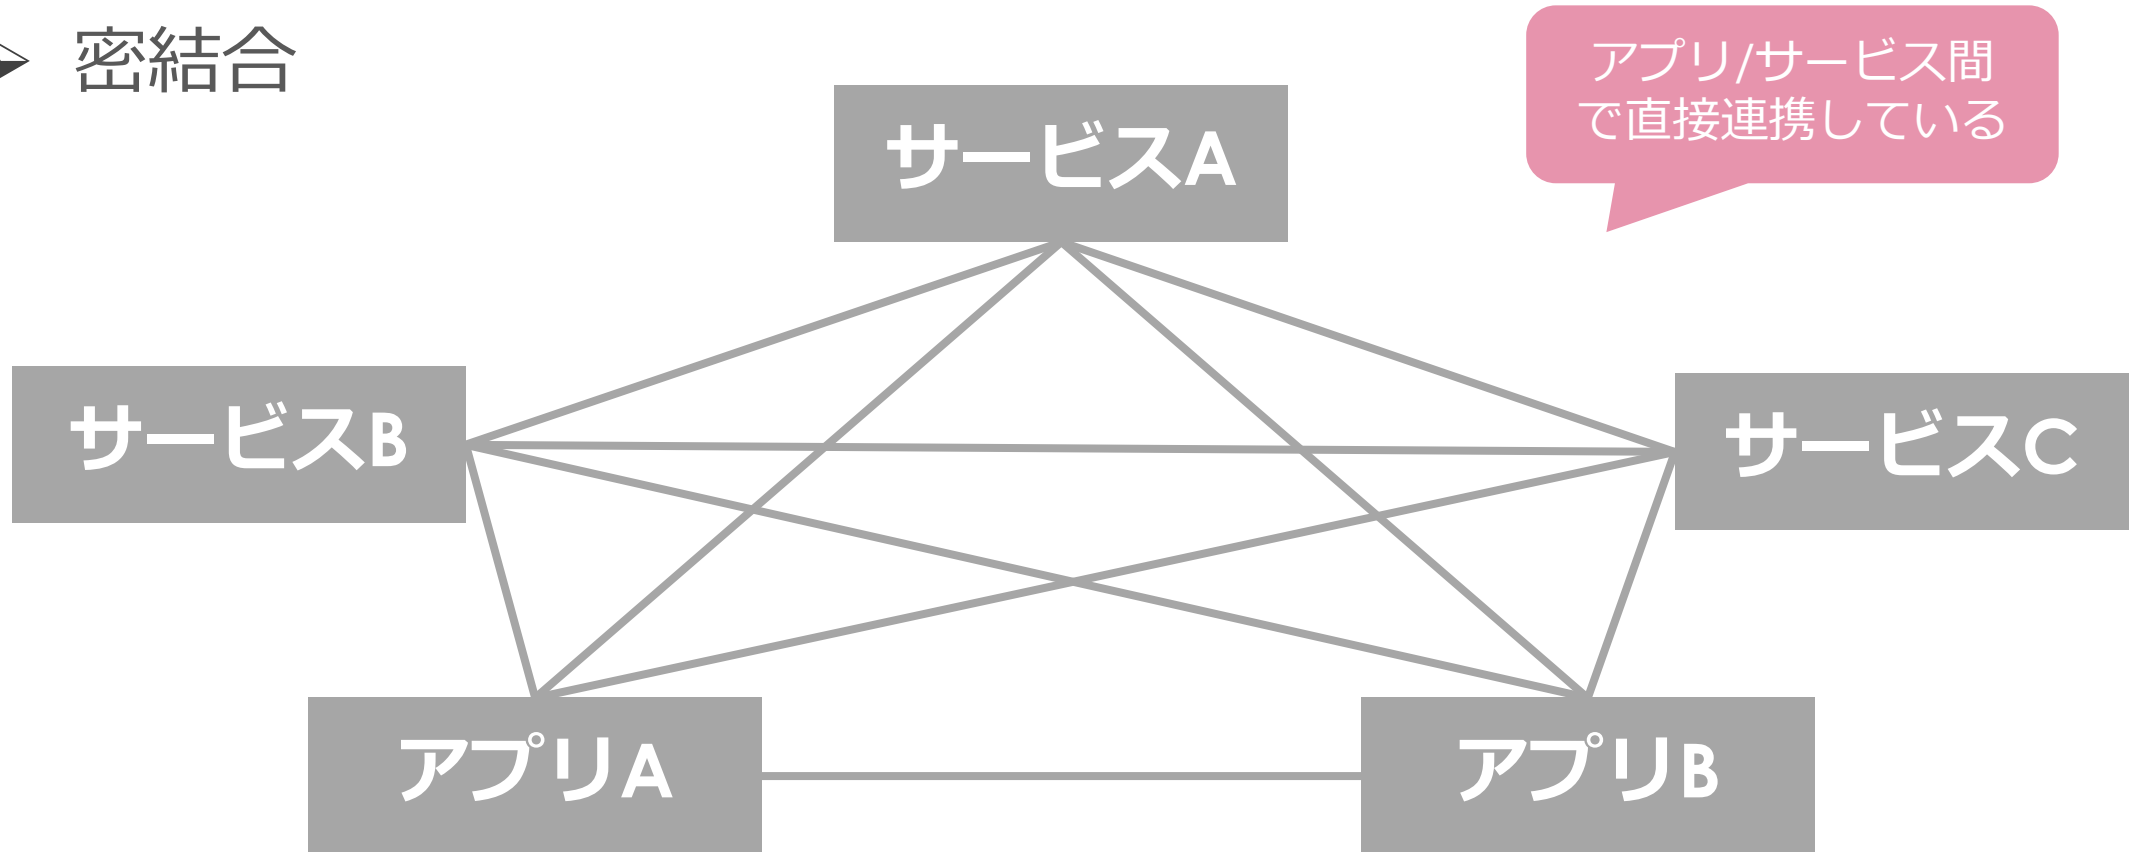 密結合
アプリ/サービス間
で直接連携している
サービスA
サービスB
サービスC
アプリA
アプリB